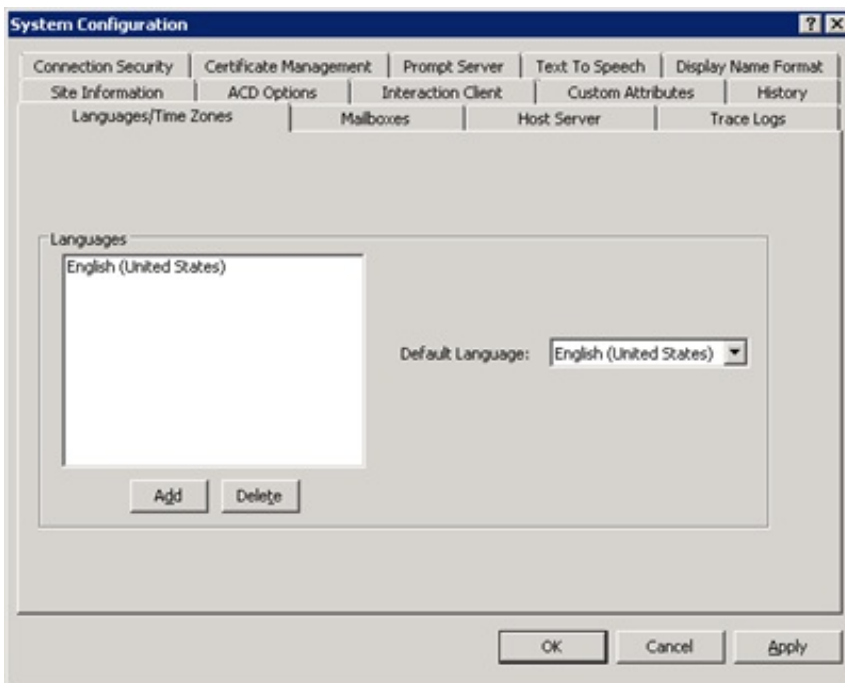 System Configuration
Connection Security Certificate Management Prompt Server Text To Speech Display Name Format
Site Information ACD Options Interaction Client Custom Attributes History
Languages/Time Zones Mailboxes Host Server Trace Logs
Languages
English (United States)
Default Language: English (United States)
Add Delete
OK Cancel Apply